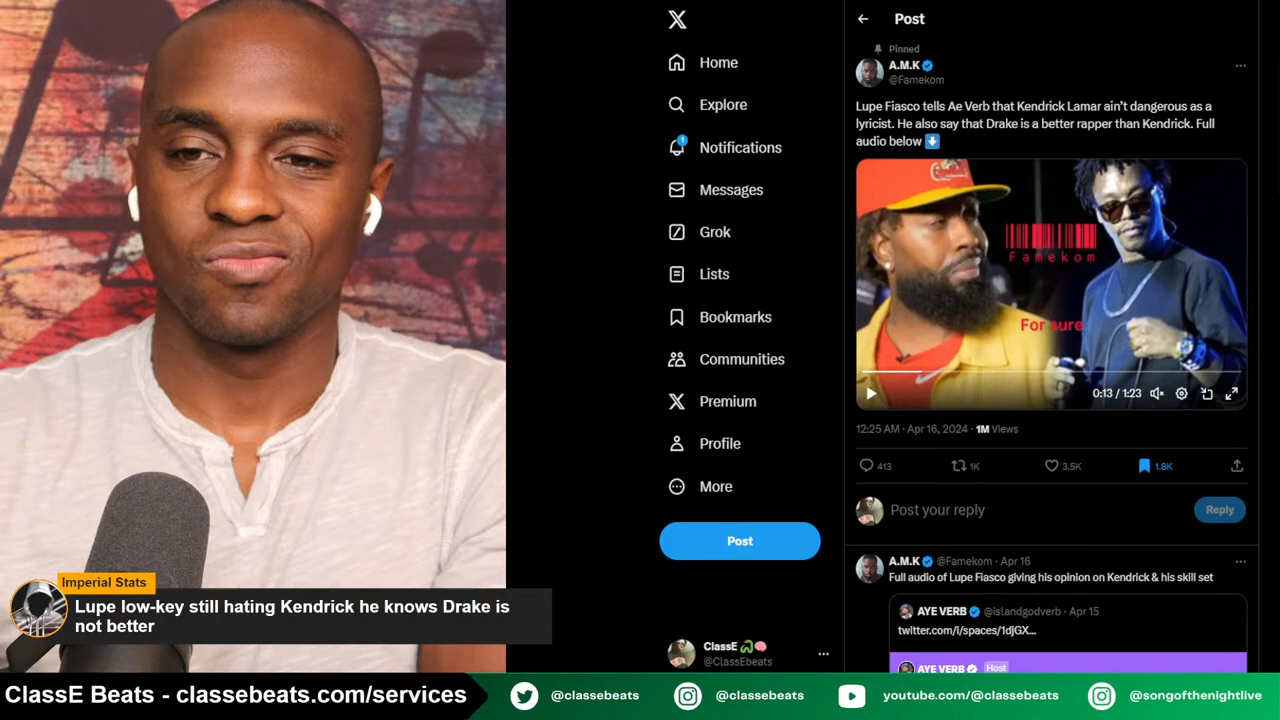 Post
Pinned
A.M.K
@Famekom
Lupe Fiasco tells Ae Verb that Kendrick Lamar ain't dangerous as a
lyricist. He also say that Drake is a better rapper than Kendrick. Full
audio below
Famekom
For sure
0:13 / 1:23
12:25 AM · Apr 16, 2024 · 1M Views
413
1K
3.5K
1.8K
Post your reply
Reply
A.M.K @Famekom · Apr 16
Full audio of Lupe Fiasco giving his opinion on Kendrick & his skill set
AYE VERB @islandgodverb · Apr 15
twitter.com/i/spaces/1djGX...
AYE VERB Host
X
Home
Explore
1
Notifications
Messages
Grok
Lists
Bookmarks
Communities
Premium
Profile
More
Post
ClassE
@ClassEbeats
Imperial Stats
Lupe low-key still hating Kendrick he knows Drake is
not better
ClassE Beats - classebeats.com/services
@classebeats
@classebeats
youtube.com/@classebeats
@songofthenightlive